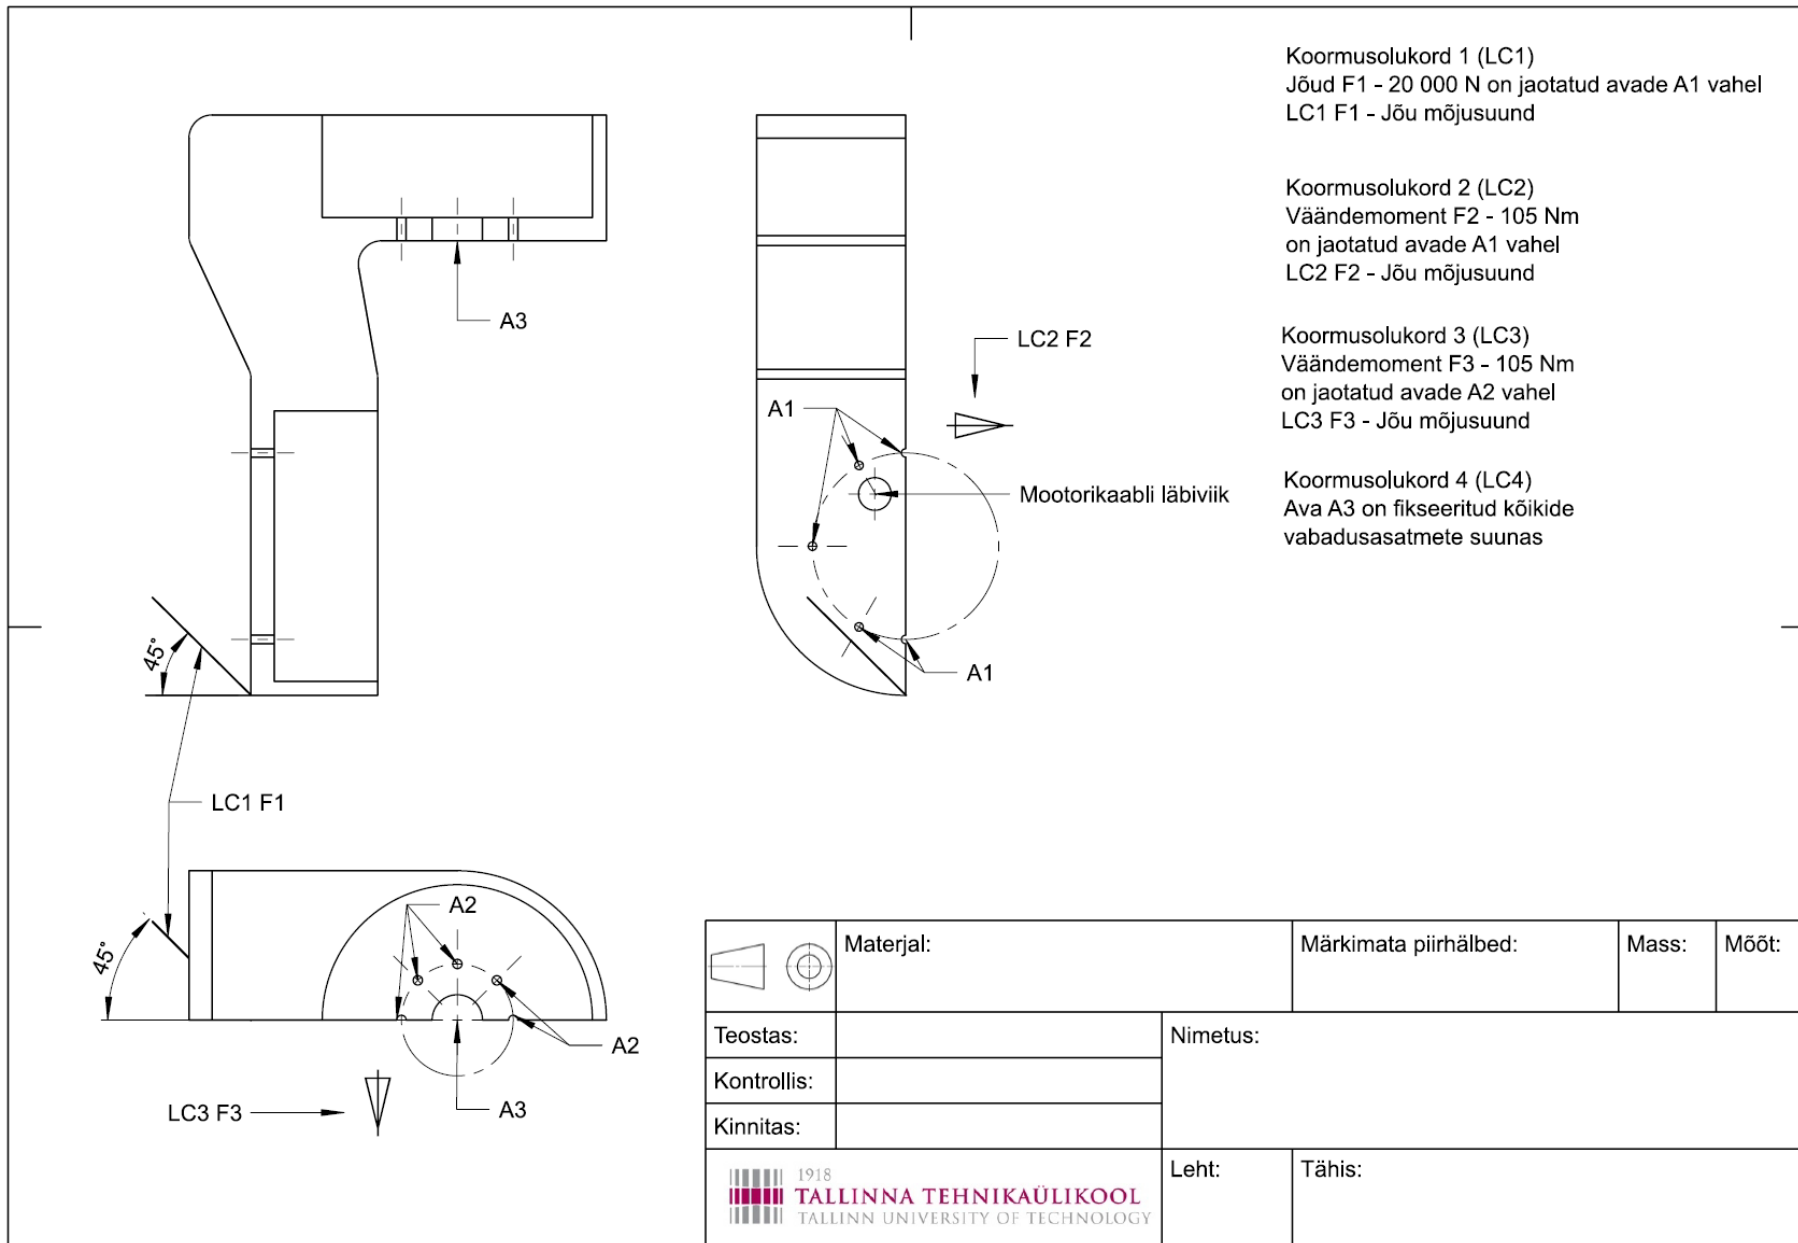 Koormusolukord 1 (LC1)
Jõud F1 - 20 000 N on jaotatud avade A1 vahel
LC1 F1 - Jõu mõjusuund
Koormusolukord 2 (LC2)
Väändemoment F2 - 105 Nm
on jaotatud avade A1 vahel
LC2 F2 - Jõu mõjusuund
Koormusolukord 3 (LC3)
Väändemoment F3 - 105 Nm
on jaotatud avade A2 vahel
LC3 F3 - Jõu mõjusuund
Koormusolukord 4 (LC4)
Ava A3 on fikseeritud kõikide
vabadusasatmete suunas
A3
LC2 F2
A1
Mootorikaabli läbiviik
A1
45°
LC1 F1
45°
A2
A2
A3
LC3 F3
Materjal:
Märkimata piirhälbed:
Mass:
Mõõt:
Teostas:
Nimetus:
Kontrollis:
Kinnitas:
1918
TALLINNA TEHNIKAÜLIKOOL
TALLINN UNIVERSITY OF TECHNOLOGY
Leht:
Tähis: